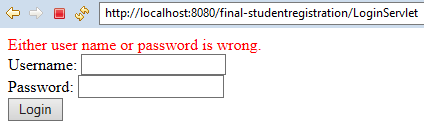 http://localhost:8080/final-studentregistration/LoginServlet
Either user name or password is wrong.
Username:
Password:
Login